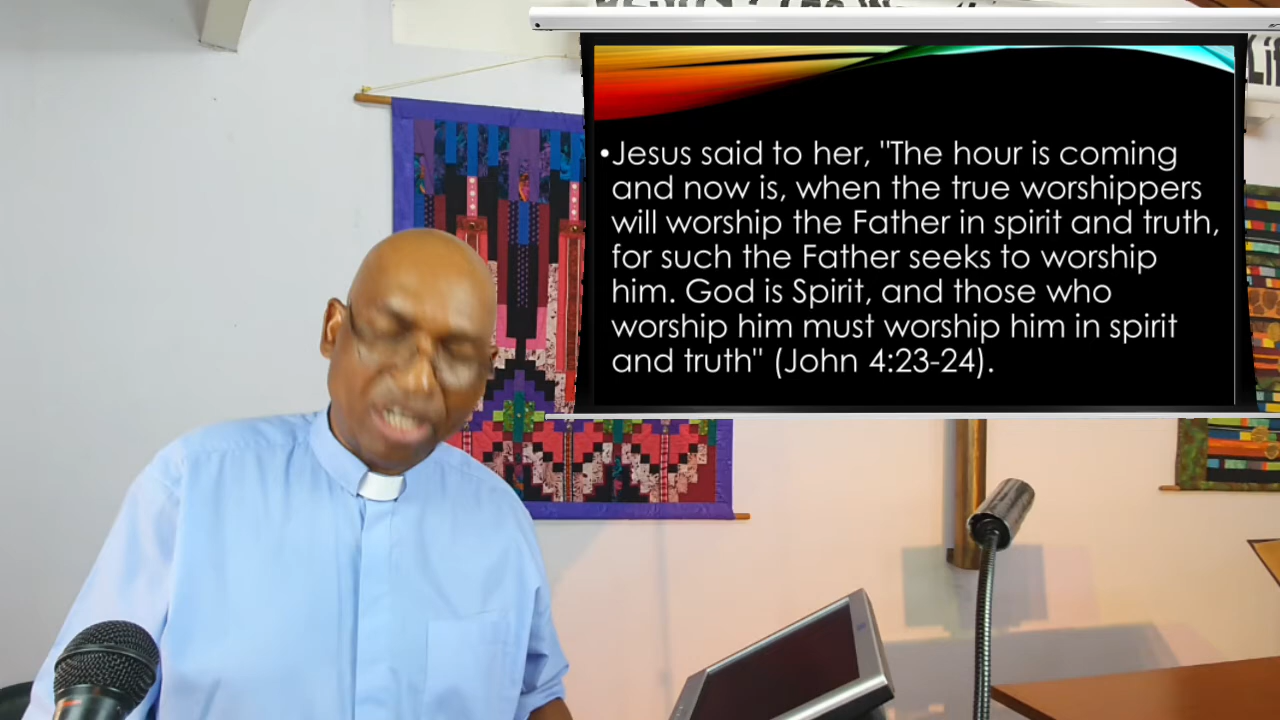 •Jesus said to her, "The hour is coming
and now is, when the true worshippers
will worship the Father in spirit and truth,
for such the Father seeks to worship
him. God is Spirit, and those who
worship him must worship him in spirit
and truth" (John 4:23-24).